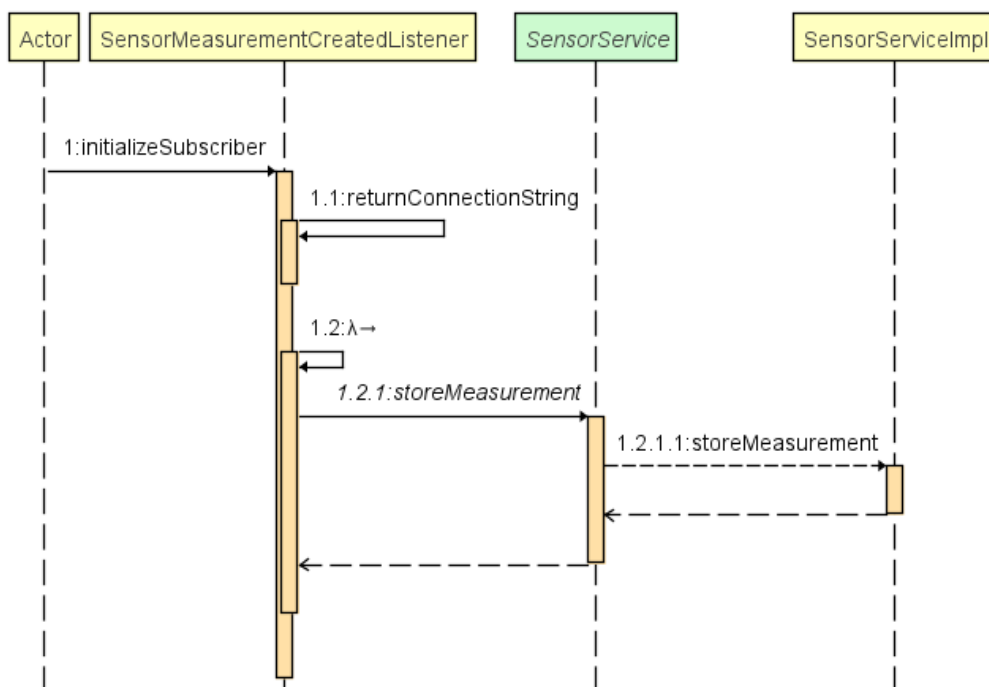 Actor
SensorMeasurementCreatedListener
SensorService
SensorServiceImpl
1:initializeSubscriber
1.1:returnConnectionString
1.2:λ→
1.2.1:storeMeasurement
1.2.1.1:storeMeasurement